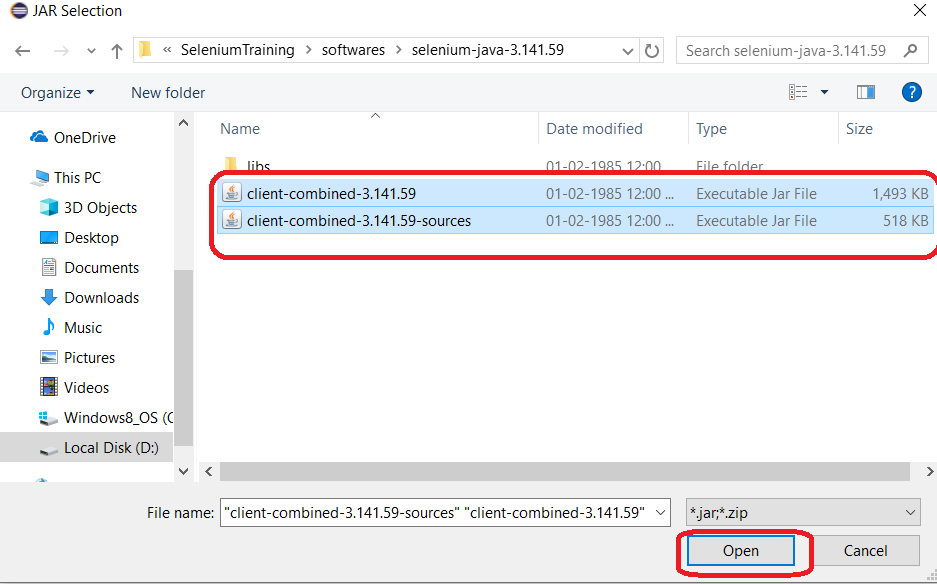 JAR Selection
« SeleniumTraining > softwares > selenium-java-3.141.59
Search selenium-java-3.141.59
Organize
New folder
?
Name
Date modified
Type
Size
OneDrive
This PC
3D Objects
Desktop
Documents
Downloads
Music
Pictures
Videos
Windows8_OS (C
Local Disk (D:)
libs 01-02-1985 12:00 File folder
client-combined-3.141.59 01-02-1985 12:00 ... Executable Jar File 1,493 KB
client-combined-3.141.59-sources 01-02-1985 12:00 ... Executable Jar File 518 KB
File name: "client-combined-3.141.59-sources" "client-combined-3.141.59" *.jar;*.zip
Open
Cancel